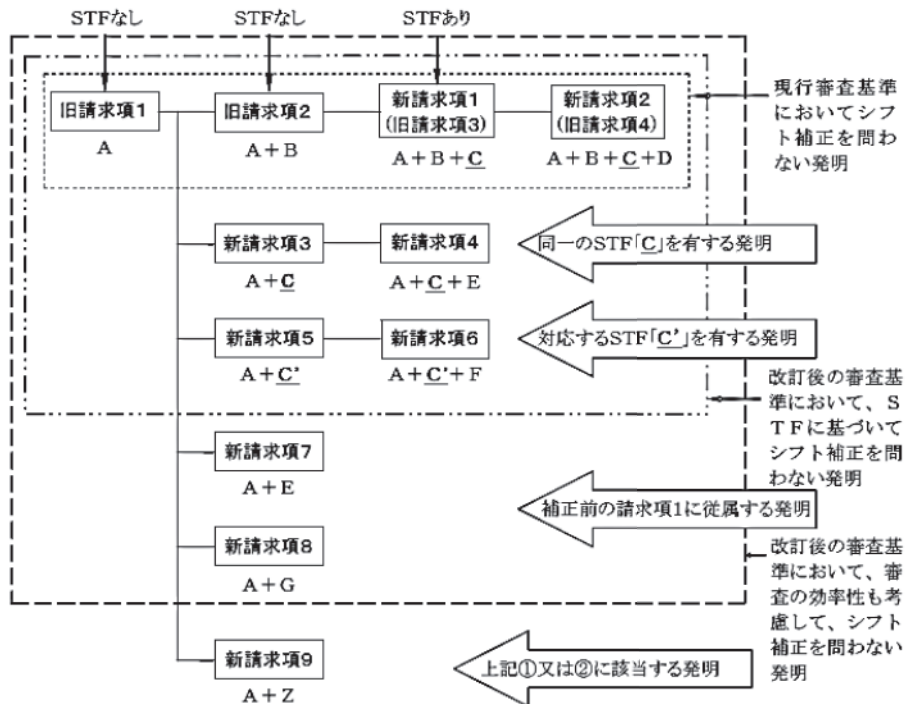 STFなし
STFなし
STFあり
旧請求項1
A
旧請求項2
A+B
新請求項1
(旧請求項3)
A+B+C
新請求項2
(旧請求項4)
A+B+C+D
現行審査基準
においてシフ
ト補正を問わ
ない発明
新請求項3
A+C
新請求項4
A+C+E
同一のSTF「C」を有する発明
新請求項5
A+C'
新請求項6
A+C'+F
対応するSTF「C'」を有する発明
改訂後の審査基
準において、S
TFに基づいて
シフト補正を問
わない発明
新請求項7
A+E
補正前の請求項1に従属する発明
新請求項8
A+G
改訂後の審査基
準において、審
査の効率性も考
慮して、シフト
補正を問わない
発明
新請求項9
A+Z
上記①又は②に該当する発明